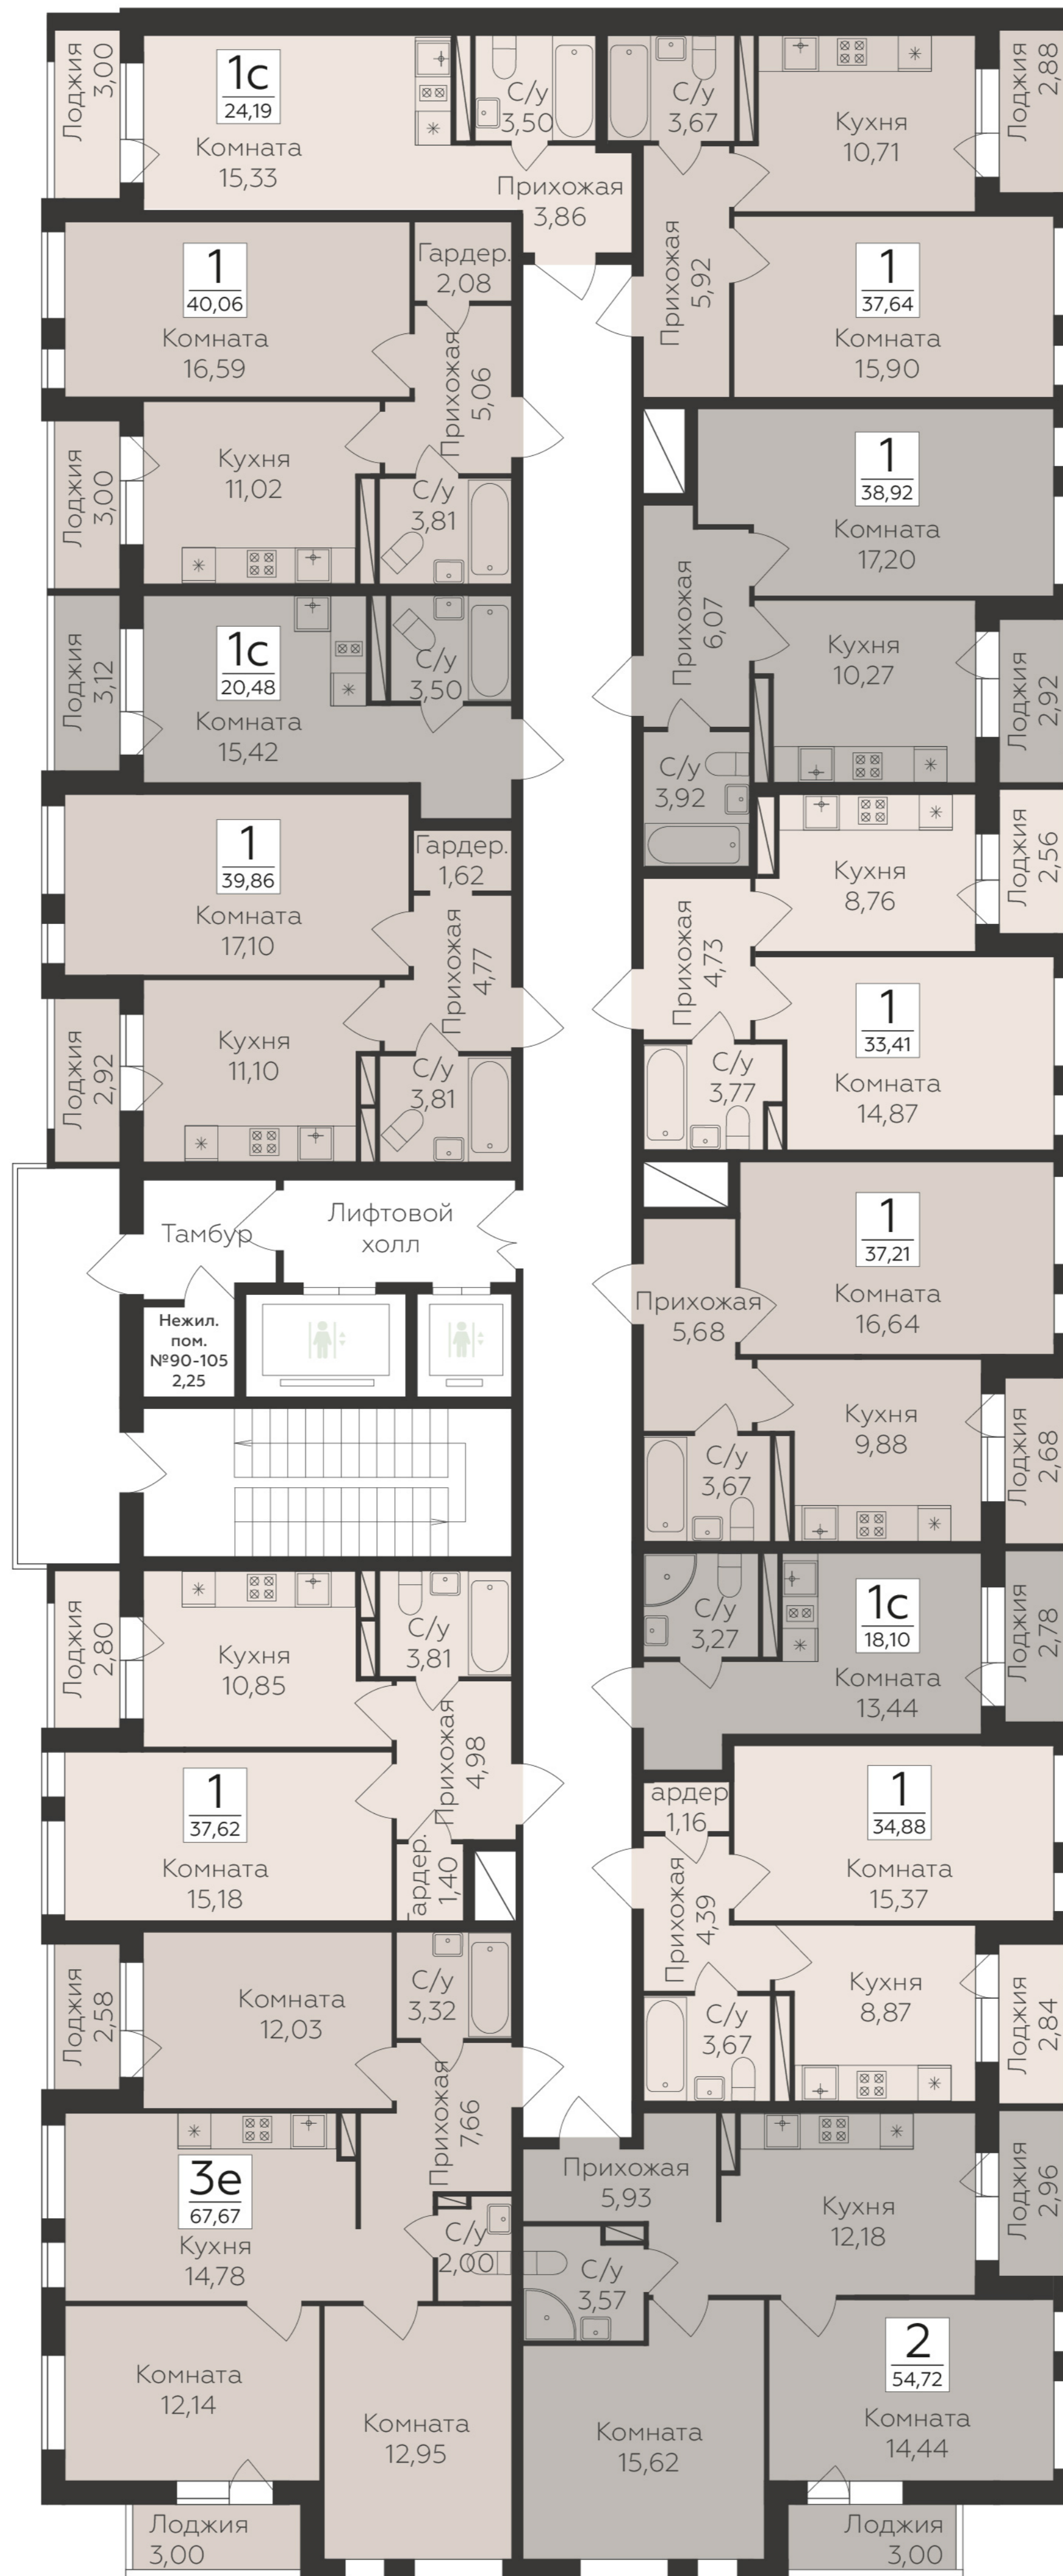 Лоджия
3,00
1с
24,19
Комната
15,33
С/у
3,50
Прихожая
3,86
С/у
3,67
Кухня
10,71
Лоджия
2,88
Прихожая
5,92
1
37,64
Комната
15,90
1
40,06
Комната
16,59
Гардер.
2,08
Прихожая
5,06
Лоджия
3,00
Кухня
11,02
С/у
3,81
1
38,92
Комната
17,20
Прихожая
6,07
Кухня
10,27
Лоджия
2,92
С/у
3,92
Лоджия
3,12
1с
20,48
Комната
15,42
С/у
3,50
1
39,86
Комната
17,10
Гардер.
1,62
Прихожая
4,77
Лоджия
2,92
Кухня
11,10
С/у
3,81
Кухня
8,76
Лоджия
2,56
Прихожая
4,73
1
33,41
Комната
14,87
С/у
3,77
Тамбур
Лифтовой
холл
Нежил.
пом.
№90-105
2,25
1
37,21
Комната
16,64
Прихожая
5,68
Кухня
9,88
Лоджия
2,68
С/у
3,67
С/у
3,27
1с
18,10
Комната
13,44
Лоджия
2,78
Лоджия
2,80
Кухня
10,85
С/у
3,81
Прихожая
4,98
1
37,62
Комната
15,18
ардер.
1,40
ардер
1,16
1
34,88
Комната
15,37
Прихожая
4,39
Кухня
8,87
Лоджия
2,84
С/у
3,67
Лоджия
2,58
Комната
12,03
С/у
3,32
Прихожая
7,66
3е
67,67
Кухня
14,78
С/у
2,00
Комната
12,14
Комната
12,95
Лоджия
3,00
Прихожая
5,93
Кухня
12,18
Лоджия
2,96
С/у
3,57
2
54,72
Комната
14,44
Комната
15,62
Лоджия
3,00